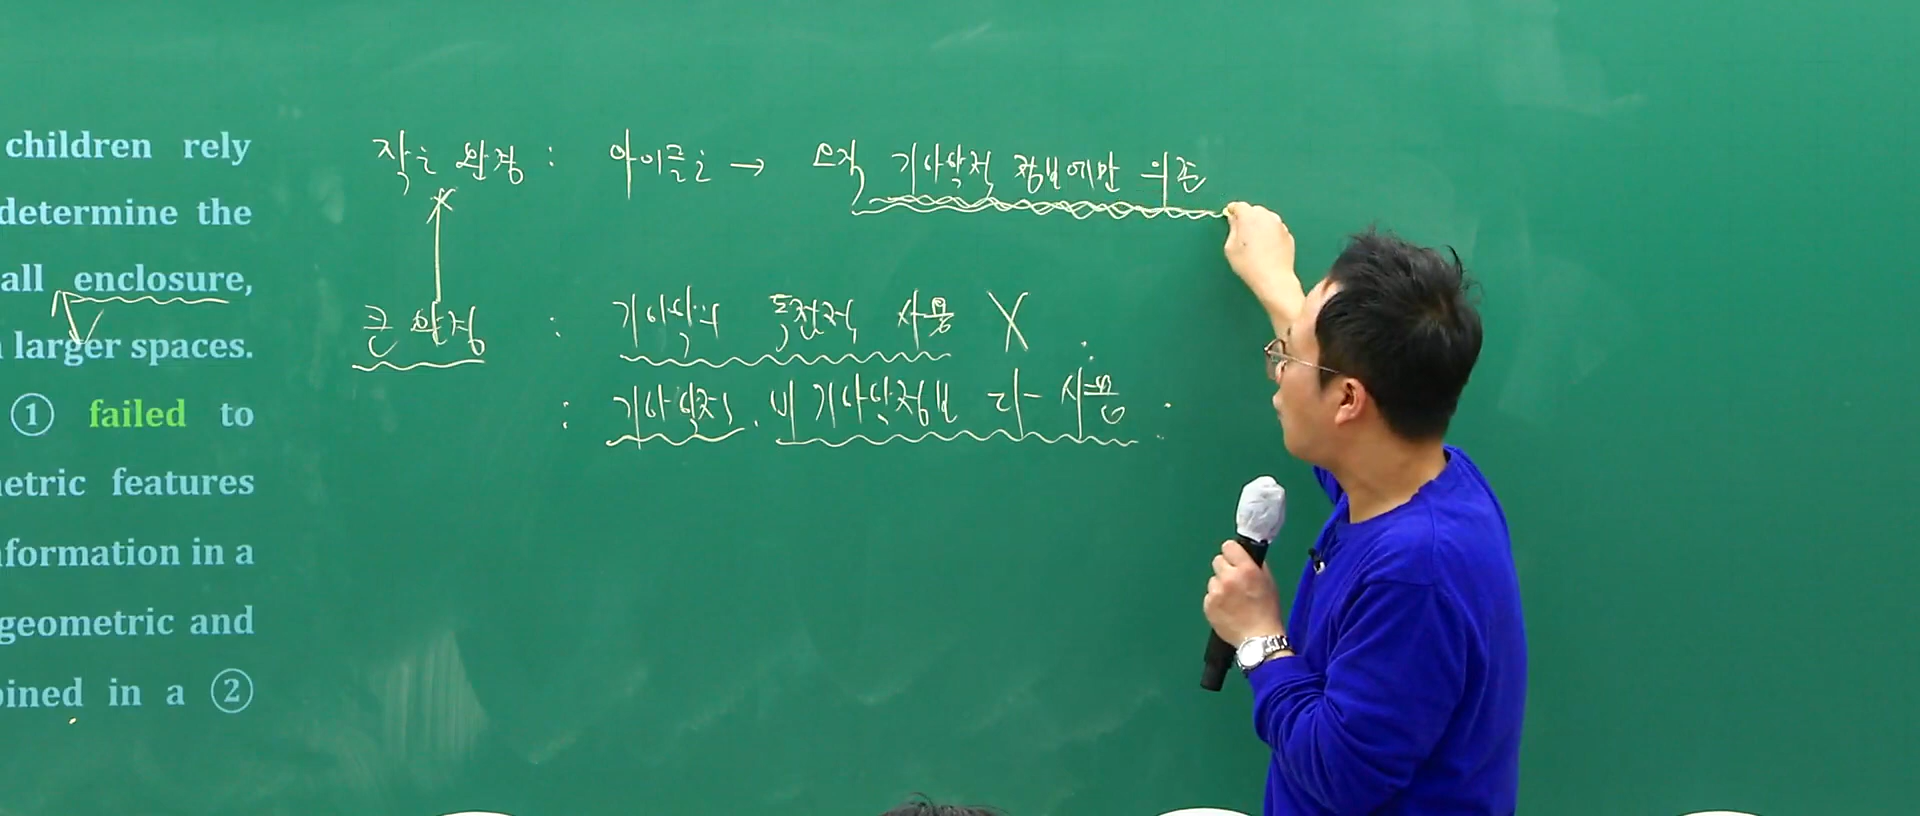 children rely
determine the
all enclosure,
larger spaces.
① failed to
etric features
formation in a
geometric and
ined in a ②
작은 환경 : 아이들은 → 오직 기하학적 정보에만 의존
큰 환경 : 기하학의 독점적 사용 X
: 기하학적, 비기하학정보 다 사용